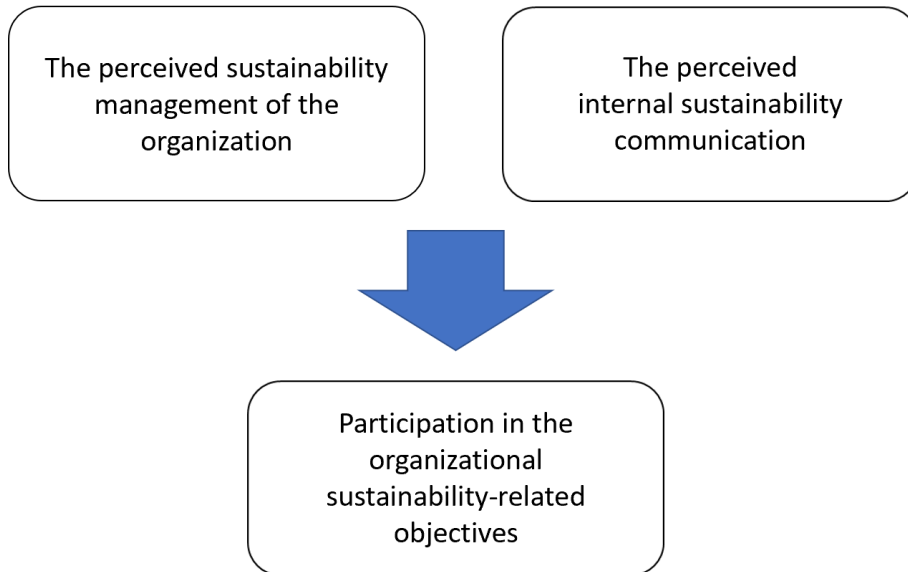 The perceived sustainability
management of the
organization
The perceived
internal sustainability
communication
Participation in the
organizational
sustainability-related
objectives